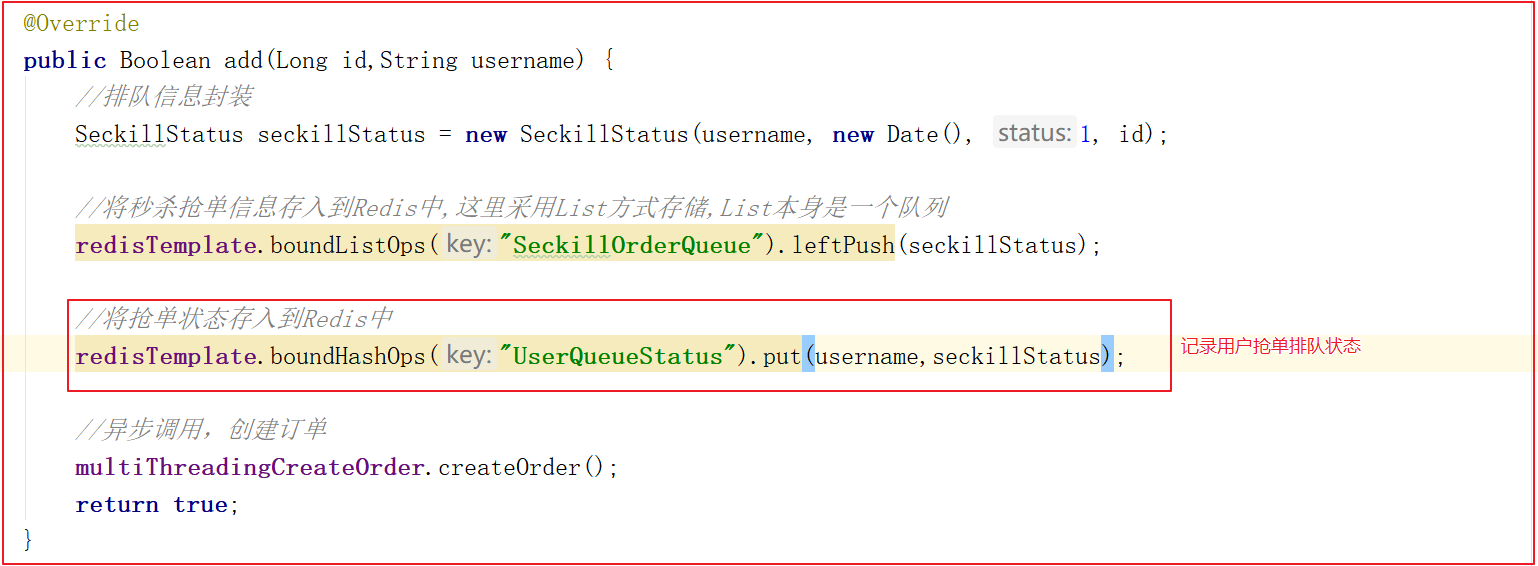 @Override
public Boolean add(Long id,String username) {
//排队信息封装
SeckillStatus seckillStatus = new SeckillStatus(username, new Date(), status: 1, id);
//将秒杀抢单信息存入到Redis中,这里采用List方式存储,List本身是一个队列
redisTemplate.boundListOps( key: "SeckillOrderQueue").leftPush(seckillStatus);
//将抢单状态存入到Redis中
redisTemplate.boundHashOps( key: "UserQueueStatus").put(username,seckillStatus);
记录用户抢单排队状态
//异步调用，创建订单
multiThreadingCreateOrder.createOrder();
return true;
}